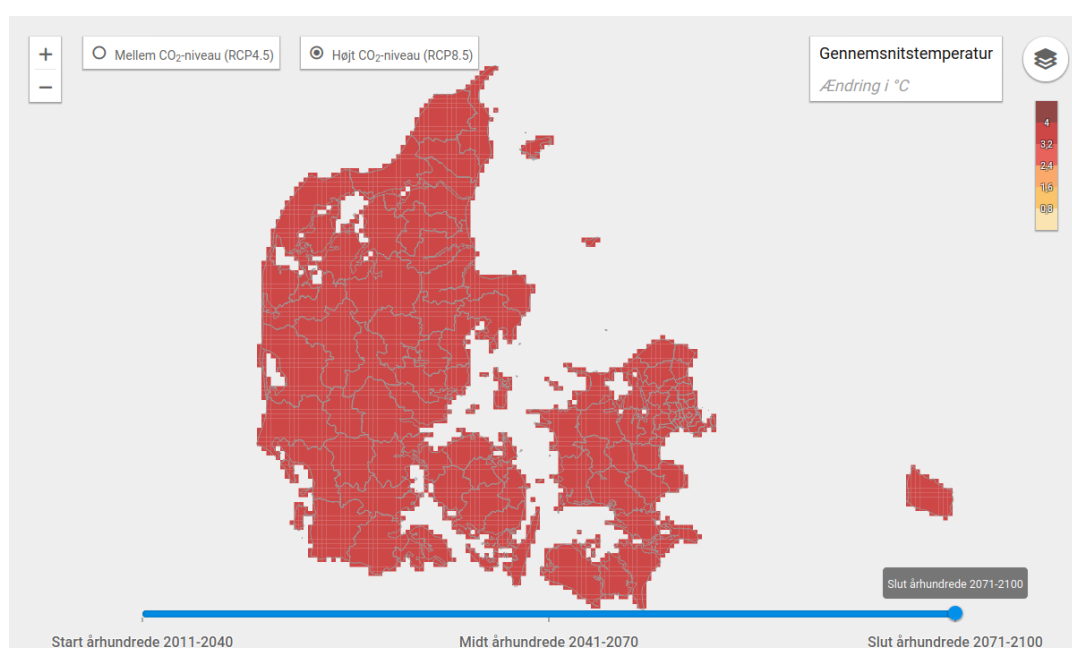 +
−
Mellem CO₂-niveau (RCP4.5)
Højt CO₂-niveau (RCP8.5)
Gennemsnitstemperatur
Ændring i °C
4
3,2
2,4
1,6
0,8
Slut århundrede 2071-2100
Start århundrede 2011-2040
Midt århundrede 2041-2070
Slut århundrede 2071-2100